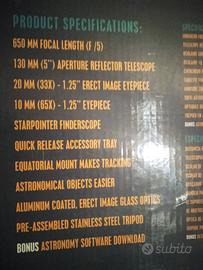 PRODUCT SPECIFICATIONS:
650 MM FOCAL LENGTH (F /5)
130 MM (5") APERTURE REFLECTOR TELESCOPE
20 MM (33X) - 1.25" ERECT IMAGE EYEPIECE
10 MM (65X) - 1.25" EYEPIECE
STARPOINTER FINDERSCOPE
QUICK RELEASE ACCESSORY TRAY
EQUATORIAL MOUNT MAKES TRACKING
ASTRONOMICAL OBJECTS EASIER
ALUMINUM COATED, ERECT IMAGE GLASS OPTICS
PRE-ASSEMBLED STAINLESS STEEL TRIPOD
BONUS ASTRONOMY SOFTWARE DOWNLOAD
subito